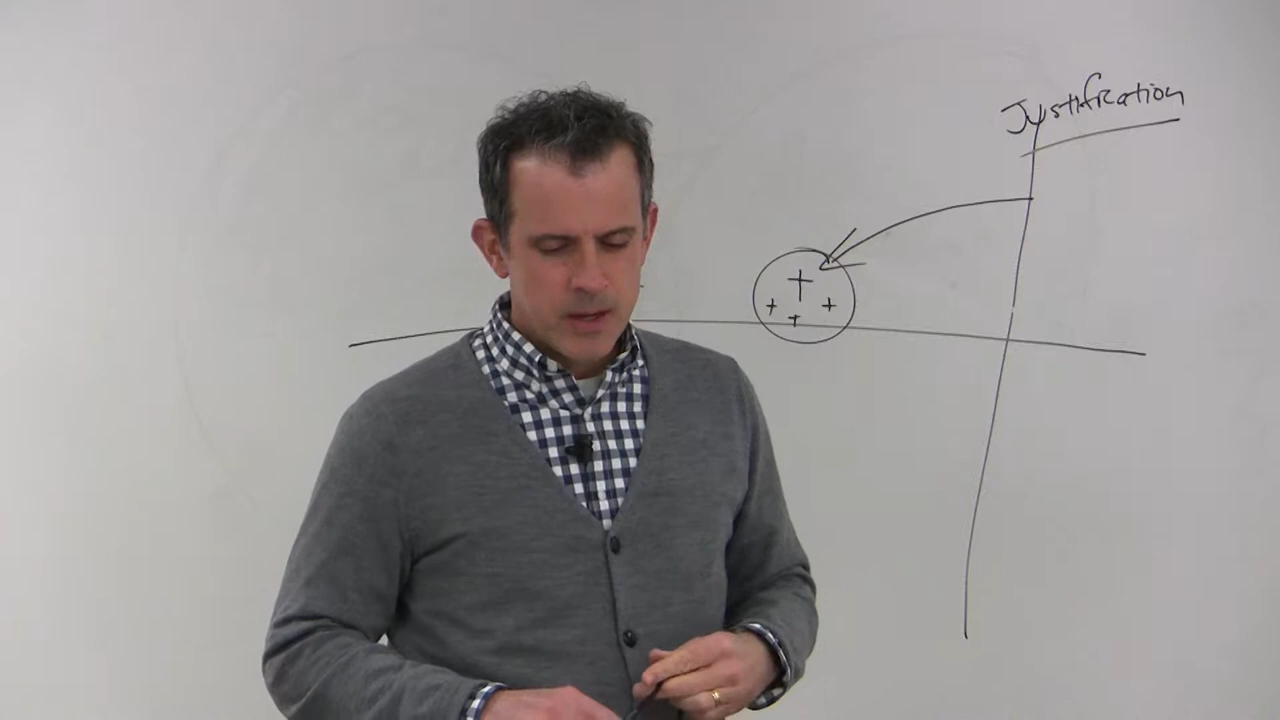 Justification
+
+ +
+